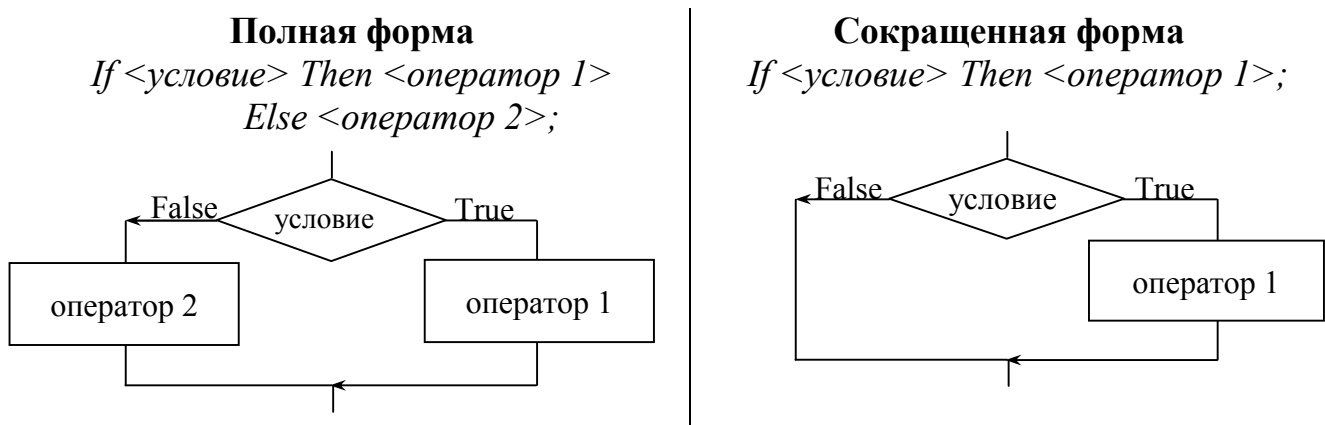 Полная форма
If <условие> Then <оператор 1>
Else <оператор 2>;
False
условие
True
оператор 2
оператор 1
Сокращенная форма
If <условие> Then <оператор 1>;
False
условие
True
оператор 1